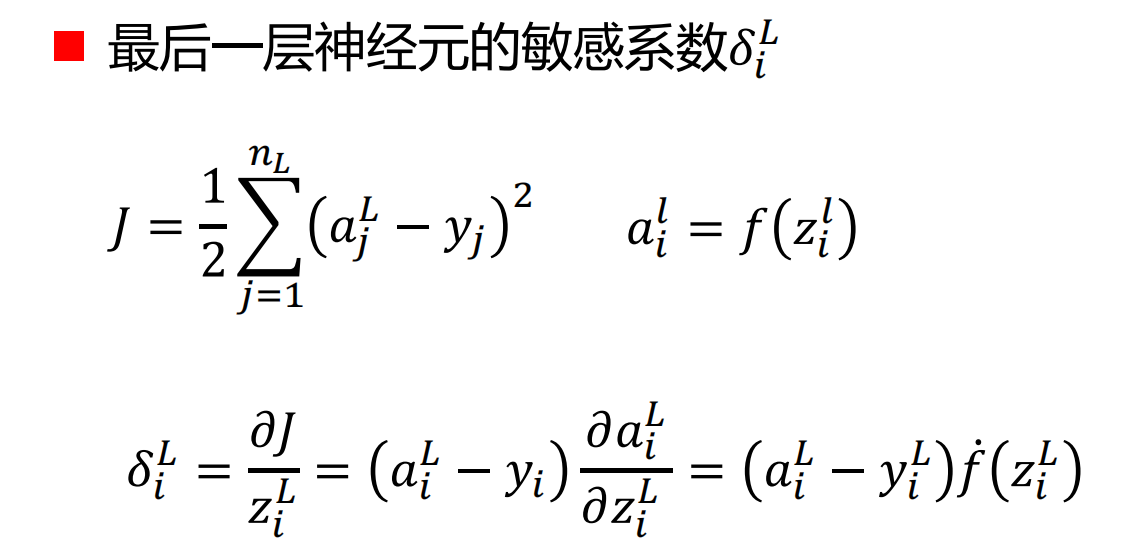 最后一层神经元的敏感系数$\delta_i^L$
$J = \frac{1}{2}\sum_{j=1}^{n_L}\left(a_j^L - y_j\right)^2 \quad a_i^l = f\left(z_i^l\right)$
$\delta_i^L = \frac{\partial J}{z_i^L} = \left(a_i^L - y_i\right)\frac{\partial a_i^L}{\partial z_i^L} = \left(a_i^L - y_i^L\right)\dot{f}\left(z_i^L\right)$